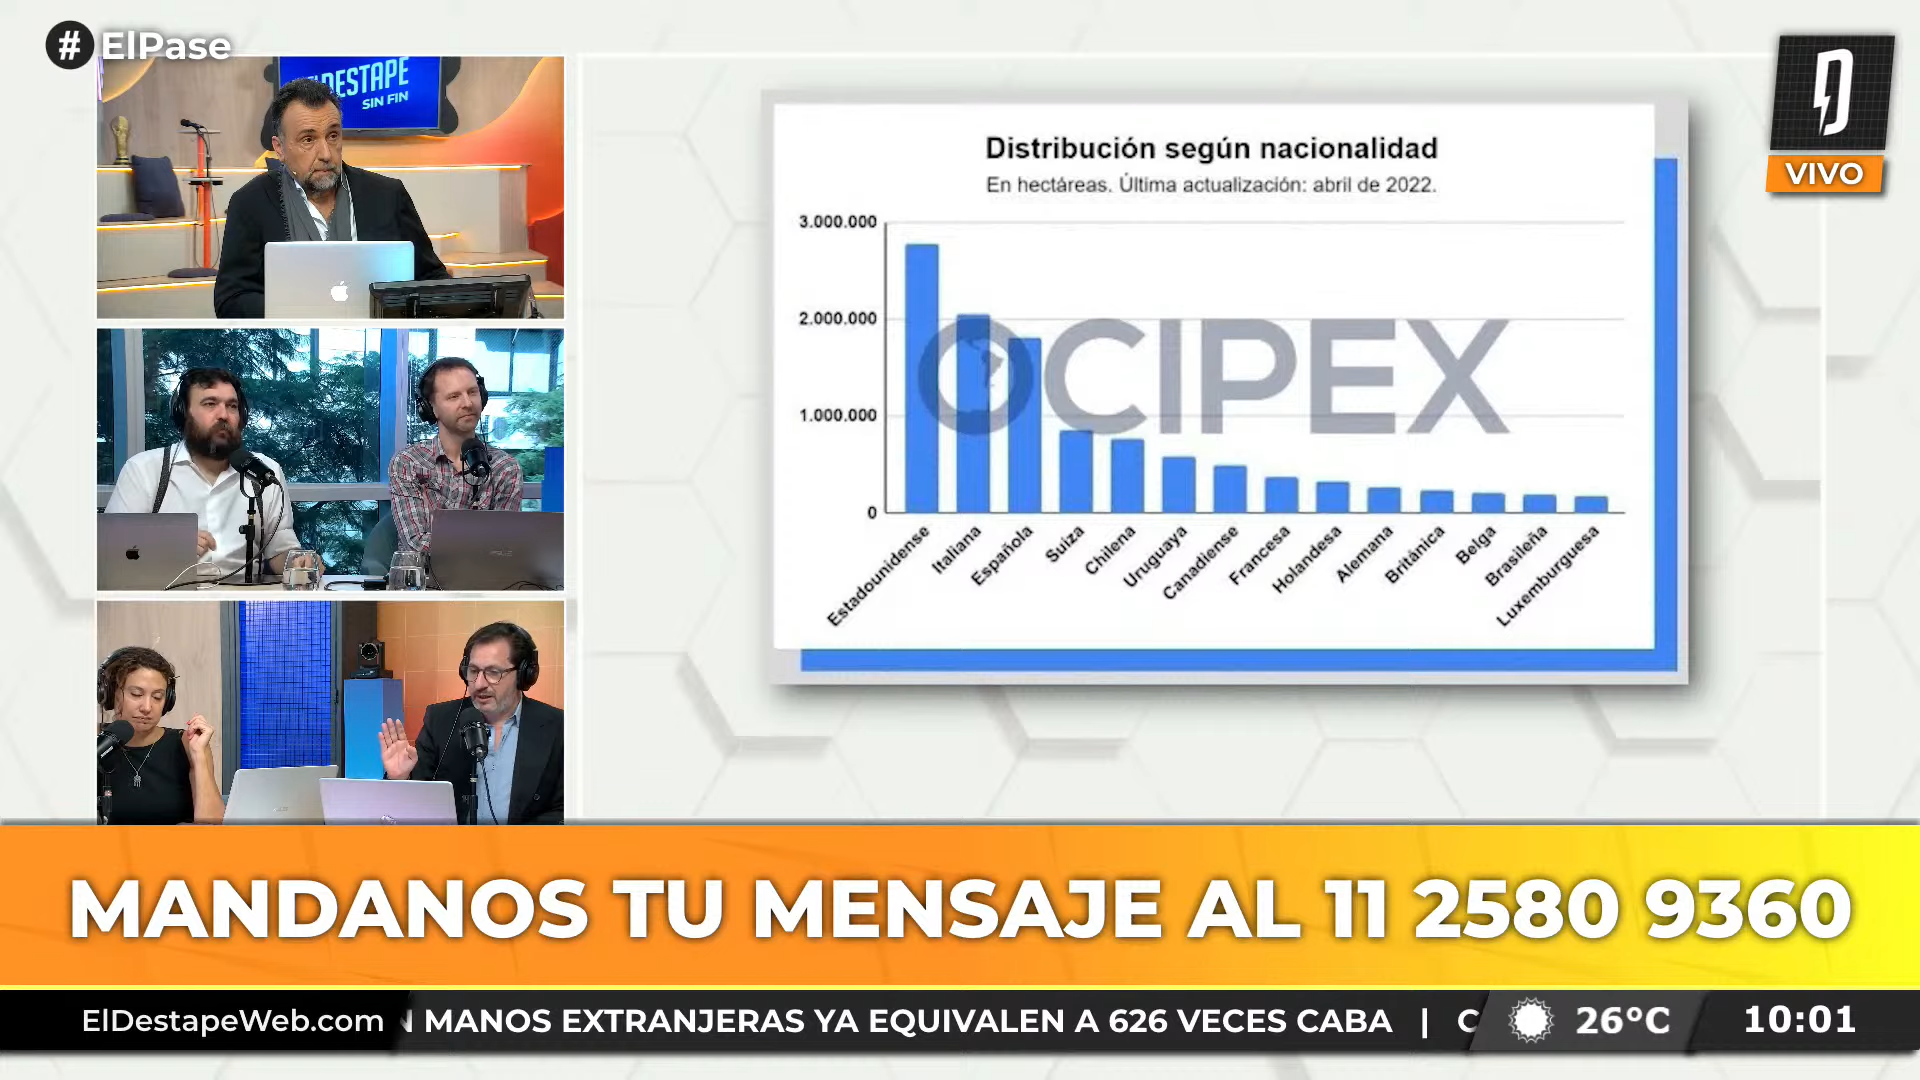 # ElPase
DESTAPE
SIN FIN
VIVO
Distribución según nacionalidad
En hectáreas. Última actualización: abril de 2022.
3.000.000
2.000.000
1.000.000
0
OCIPEX
Estadounidense
Italiana
Española
Suiza
Chilena
Uruguaya
Canadiense
Francesa
Holandesa
Alemana
Británica
Belga
Brasileña
Luxemburguesa
MANDANOS TU MENSAJE AL 11 2580 9360
ElDestapeWeb.com
N MANOS EXTRANJERAS YA EQUIVALEN A 626 VECES CABA | C
26°C
10:01